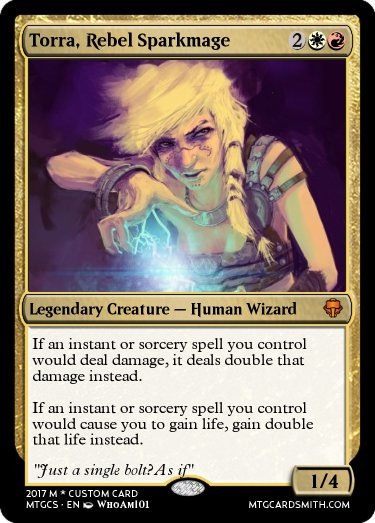 Torra, Rebel Sparkmage 2
Legendary Creature — Human Wizard
If an instant or sorcery spell you control
would deal damage, it deals double that
damage instead.
If an instant or sorcery spell you control
would cause you to gain life, gain double
that life instead.
"Just a single bolt? As if"
1/4
2017 M * CUSTOM CARD
MTGCS • EN WhoAmI01
MTGCARDSMITH.COM